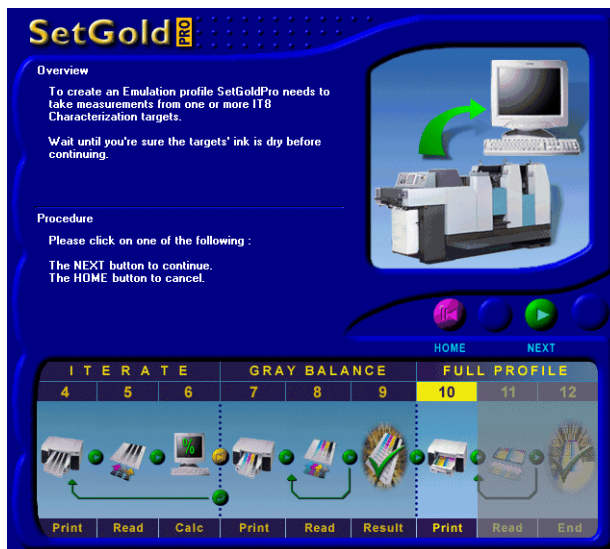 SetGold PRO
Overview
To create an Emulation profile SetGoldPro needs to
take measurements from one or more IT8
Characterization targets.
Wait until you're sure the targets' ink is dry before
continuing.
Procedure
Please click on one of the following :
The NEXT button to continue.
The HOME button to cancel.
HOME NEXT
ITERATE GRAY BALANCE FULL PROFILE
4 5 6 7 8 9 10 11 12
%
Print Read Calc Print Read Result Print Read End